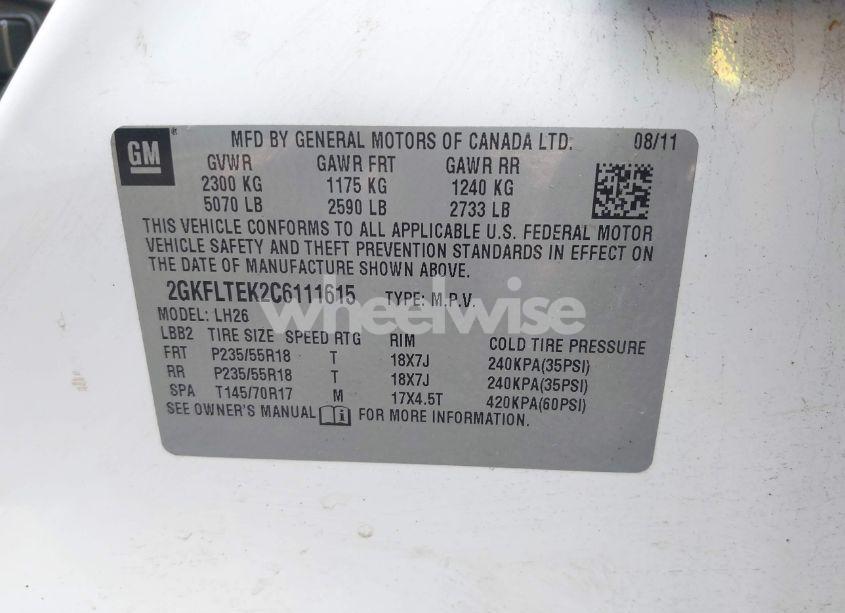 GM
MFD BY GENERAL MOTORS OF CANADA LTD. 08/11
GVWR GAWR FRT GAWR RR
2300 KG 1175 KG 1240 KG
5070 LB 2590 LB 2733 LB
THIS VEHICLE CONFORMS TO ALL APPLICABLE U.S. FEDERAL MOTOR
VEHICLE SAFETY AND THEFT PREVENTION STANDARDS IN EFFECT ON
THE DATE OF MANUFACTURE SHOWN ABOVE.
2GKFLTEK2C6111615 TYPE: M.P.V.
wheelwise
MODEL: LH26
LBB2 TIRE SIZE SPEED RTG RIM COLD TIRE PRESSURE
FRT P235/55R18 T 18X7J 240KPA(35PSI)
RR P235/55R18 T 18X7J 240KPA(35PSI)
SPA T145/70R17 M 17X4.5T 420KPA(60PSI)
SEE OWNER'S MANUAL FOR MORE INFORMATION.